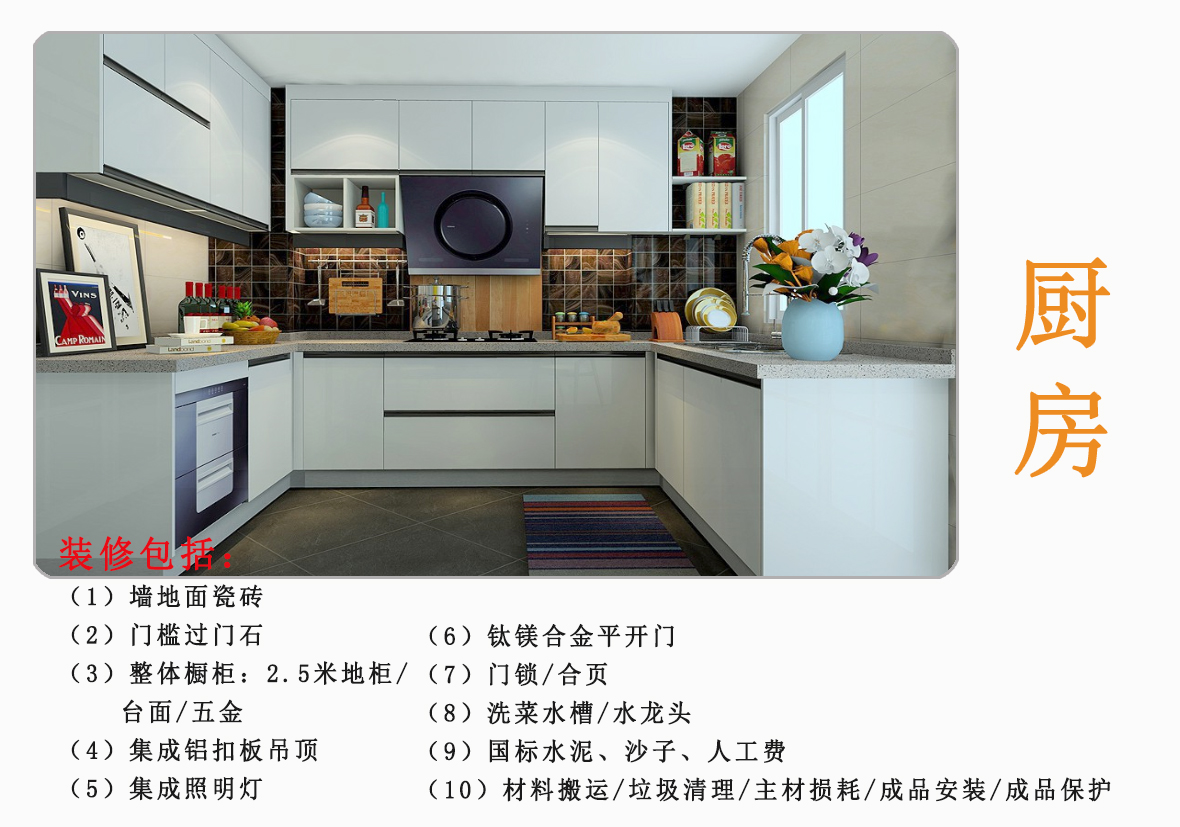 厨房
VINS
CAMP ROMAIN
装修包括：
（1）墙地面瓷砖
（2）门槛过门石
（3）整体橱柜：2.5米地柜/
台面/五金
（4）集成铝扣板吊顶
（5）集成照明灯
（6）钛镁合金平开门
（7）门锁/合页
（8）洗菜水槽/水龙头
（9）国标水泥、沙子、人工费
（10）材料搬运/垃圾清理/主材损耗/成品安装/成品保护